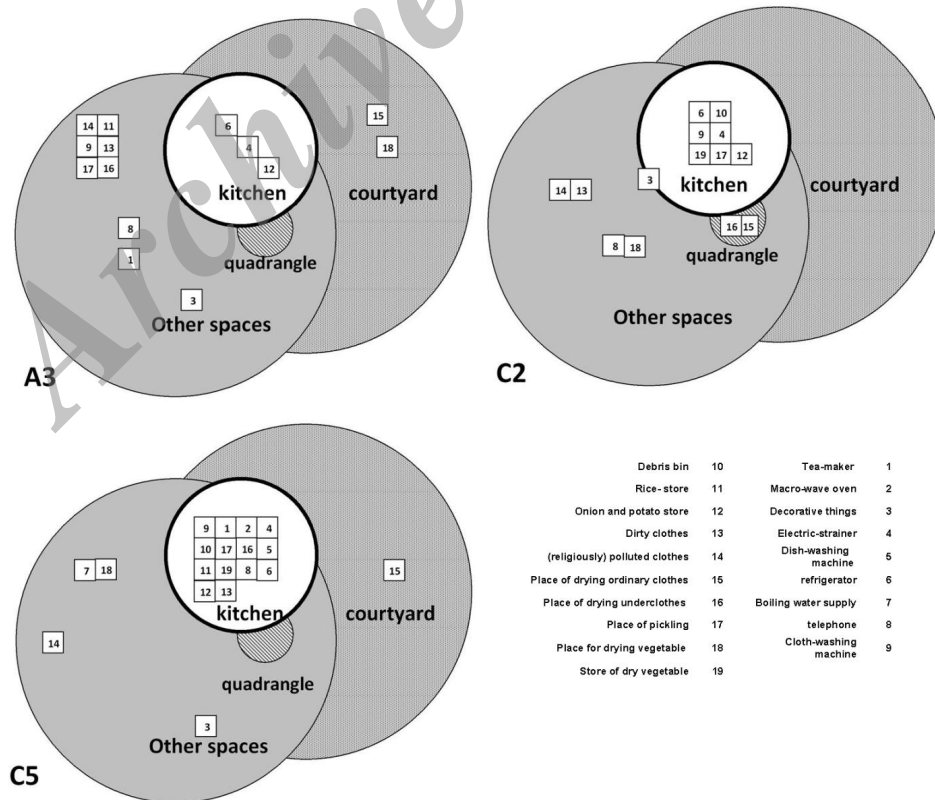 Archive
15
18
6
4
12
kitchen
courtyard
14 11
9 13
17 16
8
1
quadrangle
3
Other spaces
A3
6 10
9 4
19 17 12
3
kitchen
courtyard
14 13
16 15
8 18
quadrangle
Other spaces
C2
9 1 2 4
10 17 16 5
11 19 8 6
12 13
kitchen
courtyard
7 18
15
14
quadrangle
3
Other spaces
C5
Debris bin 10 Tea-maker 1
Rice- store 11 Macro-wave oven 2
Onion and potato store 12 Decorative things 3
Dirty clothes 13 Electric-strainer 4
(religiously) polluted clothes 14 Dish-washing machine 5
Place of drying ordinary clothes 15 refrigerator 6
Place of drying underclothes 16 Boiling water supply 7
Place of pickling 17 telephone 8
Place for drying vegetable 18 Cloth-washing machine 9
Store of dry vegetable 19